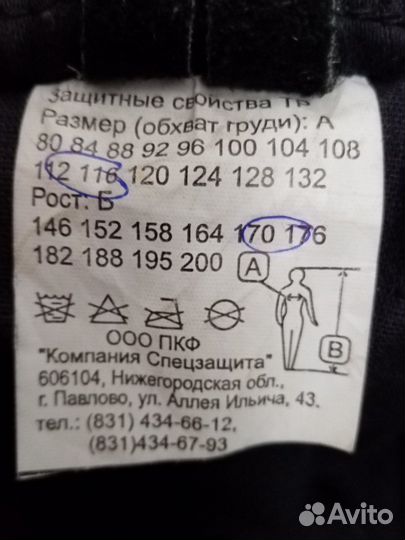 Защитные свойства Тв
Размер (обхват груди): А
80 84 88 92 96 100 104 108
112 116 120 124 128 132
Рост: Б
146 152 158 164 170 176
182 188 195 200
A
B
ООО ПКФ
"Компания Спецзащита"
606104, Нижегородская обл.,
г. Павлово, ул. Аллея Ильича, 43.
тел.: (831) 434-66-12,
(831)434-67-93
Avito